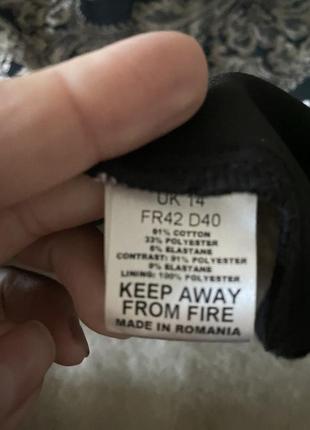 UK 14
FR42 D40
61% COTTON
33% POLYESTER
6% ELASTANE
CONTRAST: 91% POLYESTER
9% ELASTANE
LINING: 100% POLYESTER
KEEP AWAY
FROM FIRE
MADE IN ROMANIA